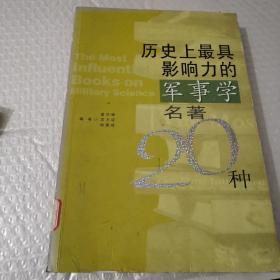 历史上最具
影响力的
军事学
名著
20
种
The Most
Influential
Books on
Military Science